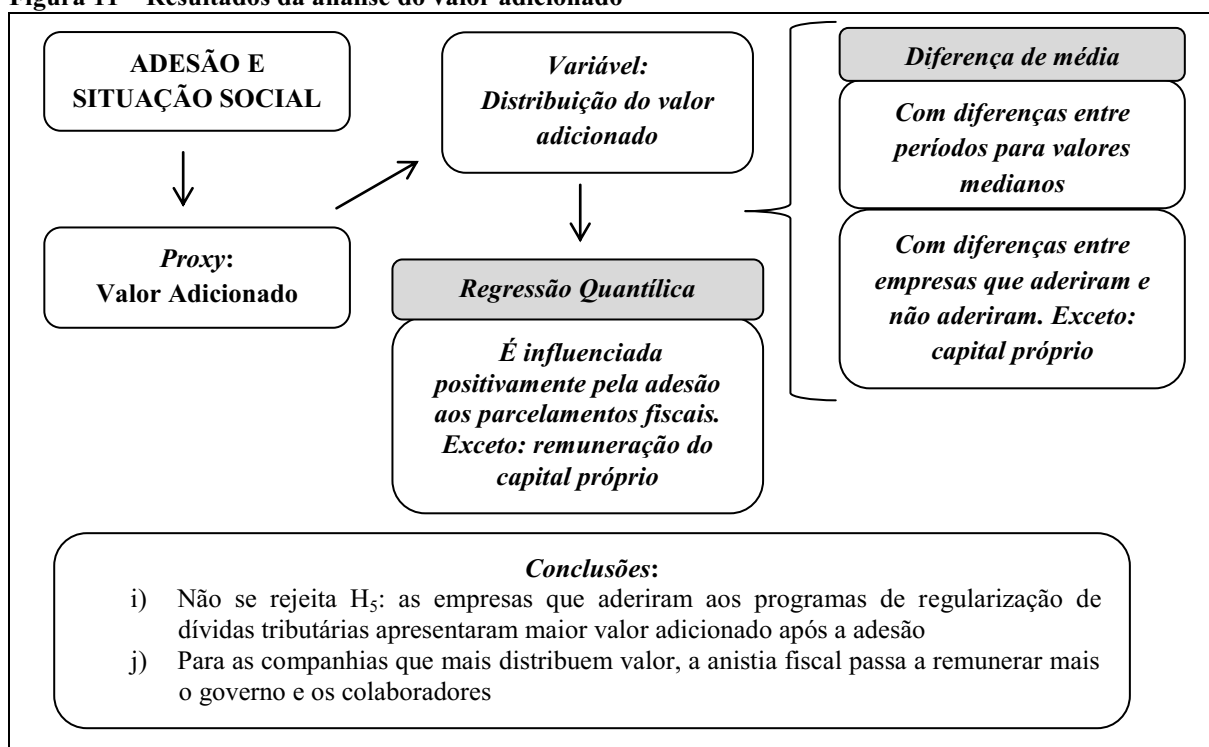 Figura 11 – Resultados da análise do valor adicionado
ADESÃO E
SITUAÇÃO SOCIAL
Proxy:
Valor Adicionado
Variável:
Distribuição do valor
adicionado
Regressão Quantílica
É influenciada
positivamente pela adesão
aos parcelamentos fiscais.
Exceto: remuneração do
capital próprio
Diferença de média
Com diferenças entre
períodos para valores
medianos
Com diferenças entre
empresas que aderiram e
não aderiram. Exceto:
capital próprio
Conclusões:
i) Não se rejeita H₅: as empresas que aderiram aos programas de regularização de
dívidas tributárias apresentaram maior valor adicionado após a adesão
j) Para as companhias que mais distribuem valor, a anistia fiscal passa a remunerar mais
o governo e os colaboradores